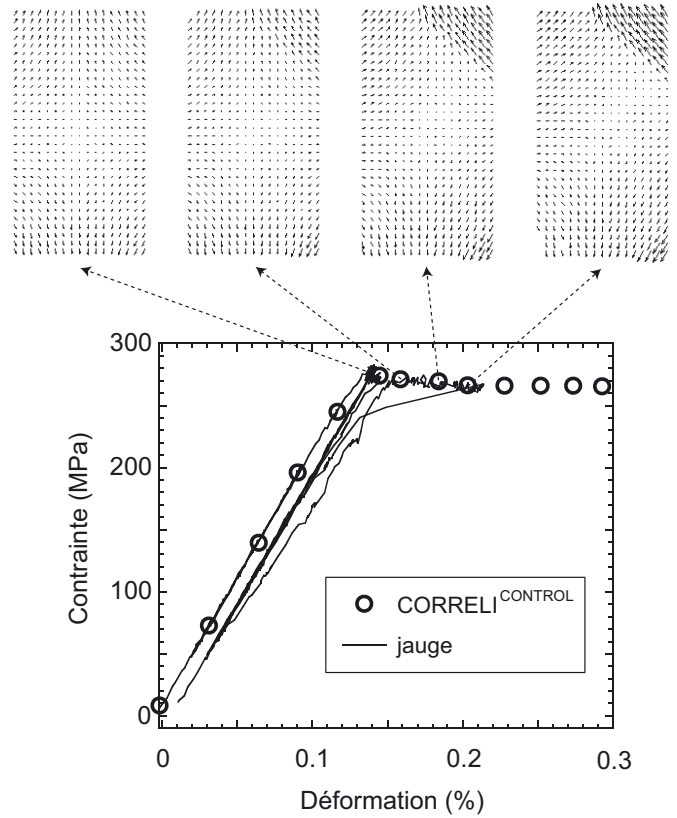 300
200
100
0
Contrainte (MPa)
CORRELI^CONTROL
jauge
0 0.1 0.2 0.3
Déformation (%)